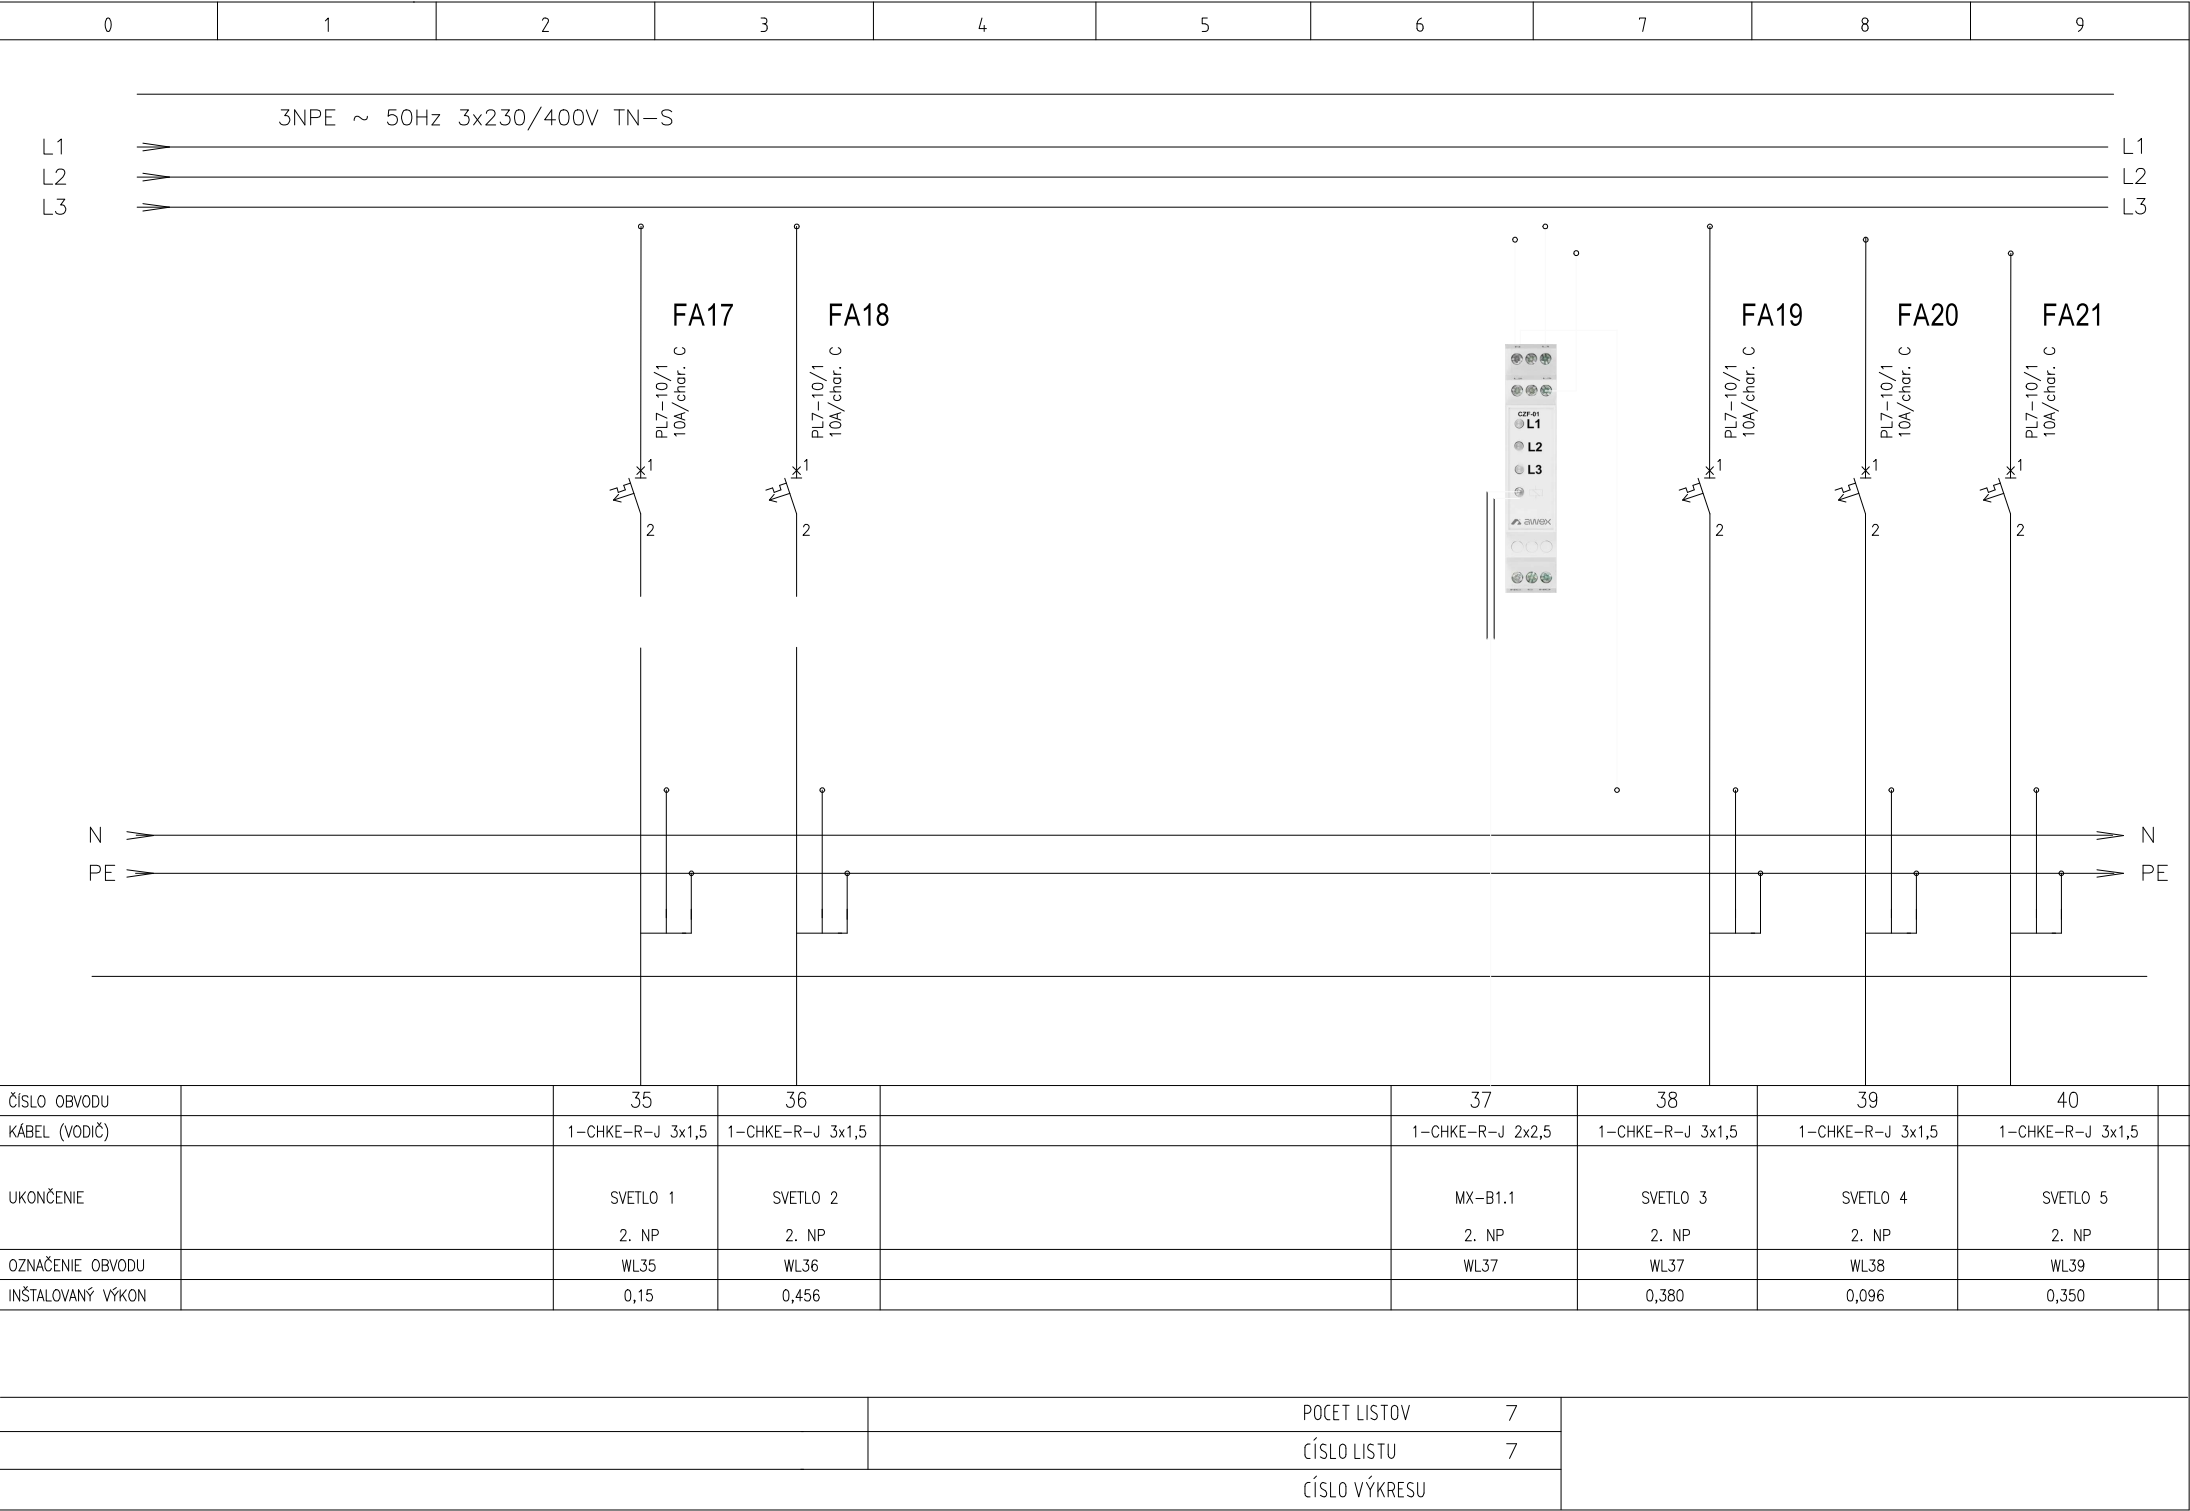 0 1 2 3 4 5 6 7 8 9
3NPE ~ 50Hz 3x230/400V TN-S
L1 L1
L2 L2
L3 L3
FA17 FA18 FA19 FA20 FA21
PL7-10/1
10A/char. C
PL7-10/1
10A/char. C
PL7-10/1
10A/char. C
PL7-10/1
10A/char. C
PL7-10/1
10A/char. C
CZF-01
L1
L2
L3
awex
1 1 1 1 1
2 2 2 2 2
N N
PE PE
ČÍSLO OBVODU 35 36 37 38 39 40
KÁBEL (VODIČ) 1-CHKE-R-J 3x1,5 1-CHKE-R-J 3x1,5 1-CHKE-R-J 2x2,5 1-CHKE-R-J 3x1,5 1-CHKE-R-J 3x1,5 1-CHKE-R-J 3x1,5
UKONČENIE SVETLO 1 SVETLO 2 MX-B1.1 SVETLO 3 SVETLO 4 SVETLO 5
2. NP 2. NP 2. NP 2. NP 2. NP 2. NP
OZNAČENIE OBVODU WL35 WL36 WL37 WL37 WL38 WL39
INŠTALOVANÝ VÝKON 0,15 0,456 0,380 0,096 0,350
POCET LISTOV 7
CÍSLO LISTU 7
CÍSLO VÝKRESU